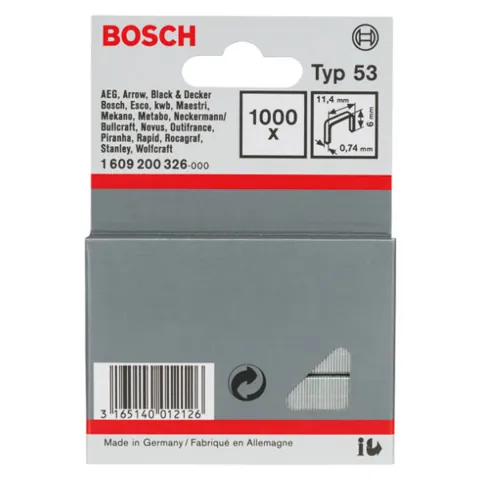 BOSCH
Typ 53
AEG, Arrow, Black & Decker
Bosch, Esco, kwb, Maestri,
Mekano, Metabo, Neckermann/
Bullcraft, Novus, Outifrance,
Piranha, Rapid, Rocagraf,
Stanley, Wolfcraft
1 609 200 326-000
1000
x
11,4 mm
6 mm
0,74 mm
3 165140 012126
Made in Germany / Fabriqué en Allemagne